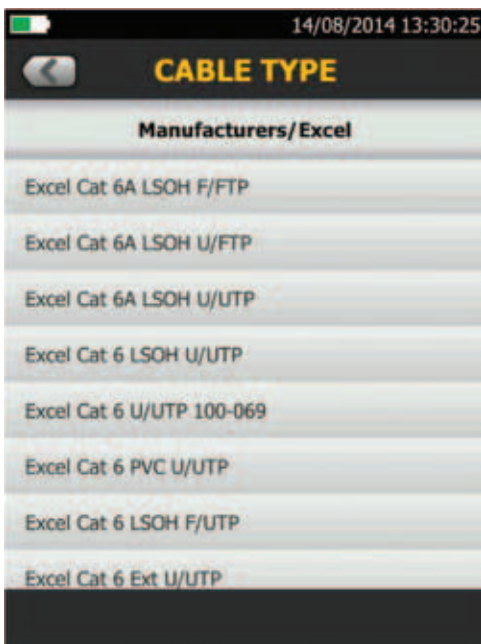 14/08/2014 13:30:25
CABLE TYPE
Manufacturers/Excel
Excel Cat 6A LSOH F/FTP
Excel Cat 6A LSOH U/FTP
Excel Cat 6A LSOH U/UTP
Excel Cat 6 LSOH U/UTP
Excel Cat 6 U/UTP 100-069
Excel Cat 6 PVC U/UTP
Excel Cat 6 LSOH F/UTP
Excel Cat 6 Ext U/UTP